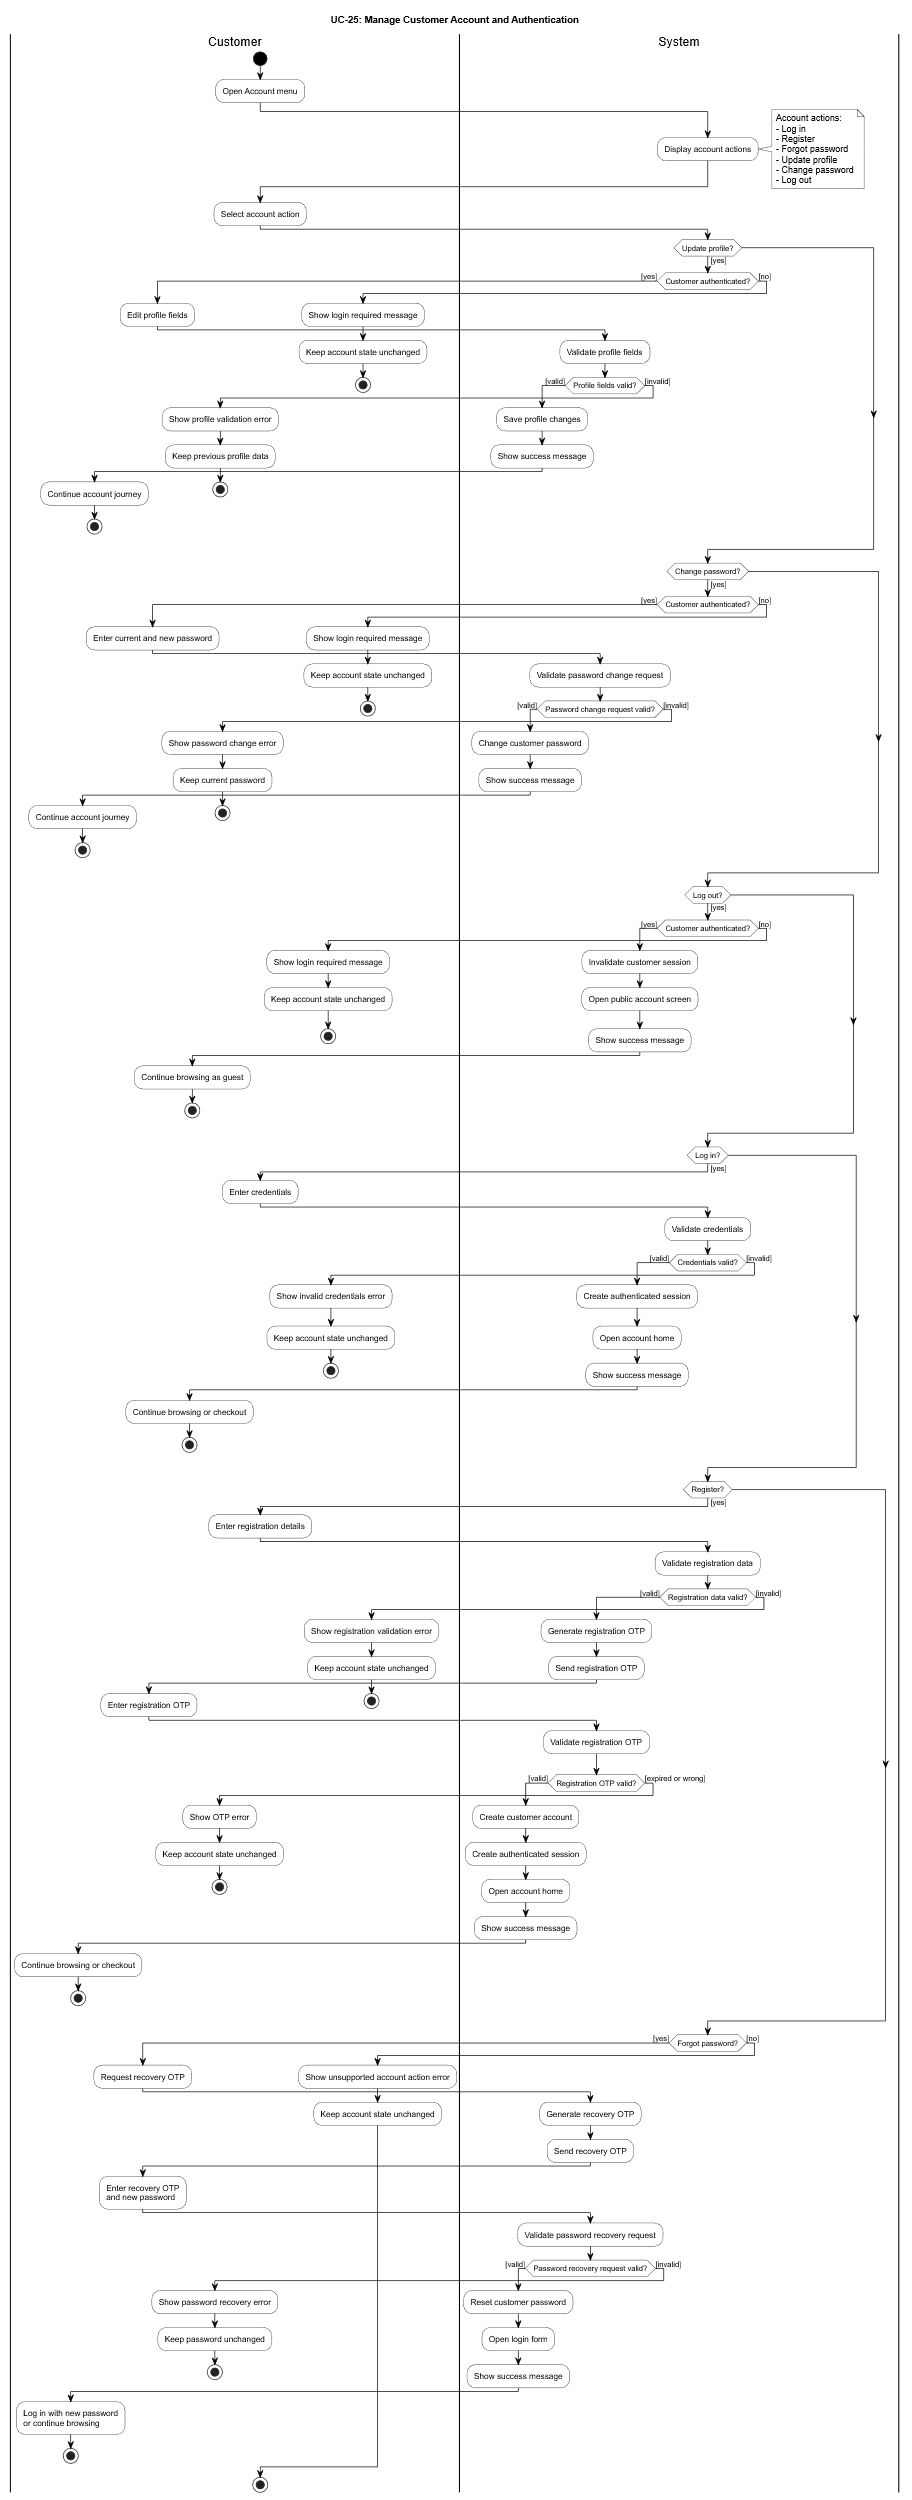 UC-25: Manage Customer Account and Authentication
Customer
System
Open Account menu
Account actions:
- Log in
- Register
- Forgot password
- Update profile
- Change password
- Log out
Display account actions
Select account action
Update profile?
[yes]
[yes]
Customer authenticated?
[no]
Edit profile fields
Show login required message
Keep account state unchanged
Validate profile fields
[valid]
Profile fields valid?
[invalid]
Show profile validation error
Save profile changes
Keep previous profile data
Show success message
Continue account journey
Change password?
[yes]
[yes]
Customer authenticated?
[no]
Enter current and new password
Show login required message
Keep account state unchanged
Validate password change request
[valid]
Password change request valid?
[invalid]
Show password change error
Change customer password
Keep current password
Show success message
Continue account journey
Log out?
[yes]
[yes]
Customer authenticated?
[no]
Show login required message
Invalidate customer session
Keep account state unchanged
Open public account screen
Show success message
Continue browsing as guest
Log in?
[yes]
Enter credentials
Validate credentials
[valid]
Credentials valid?
[invalid]
Show invalid credentials error
Create authenticated session
Keep account state unchanged
Open account home
Show success message
Continue browsing or checkout
Register?
[yes]
Enter registration details
Validate registration data
[valid]
Registration data valid?
[invalid]
Show registration validation error
Generate registration OTP
Keep account state unchanged
Send registration OTP
Enter registration OTP
Validate registration OTP
[valid]
Registration OTP valid?
[expired or wrong]
Show OTP error
Create customer account
Keep account state unchanged
Create authenticated session
Open account home
Show success message
Continue browsing or checkout
[yes]
Forgot password?
[no]
Request recovery OTP
Show unsupported account action error
Keep account state unchanged
Generate recovery OTP
Send recovery OTP
Enter recovery OTP
and new password
Validate password recovery request
[valid]
Password recovery request valid?
[invalid]
Show password recovery error
Reset customer password
Keep password unchanged
Open login form
Show success message
Log in with new password
or continue browsing